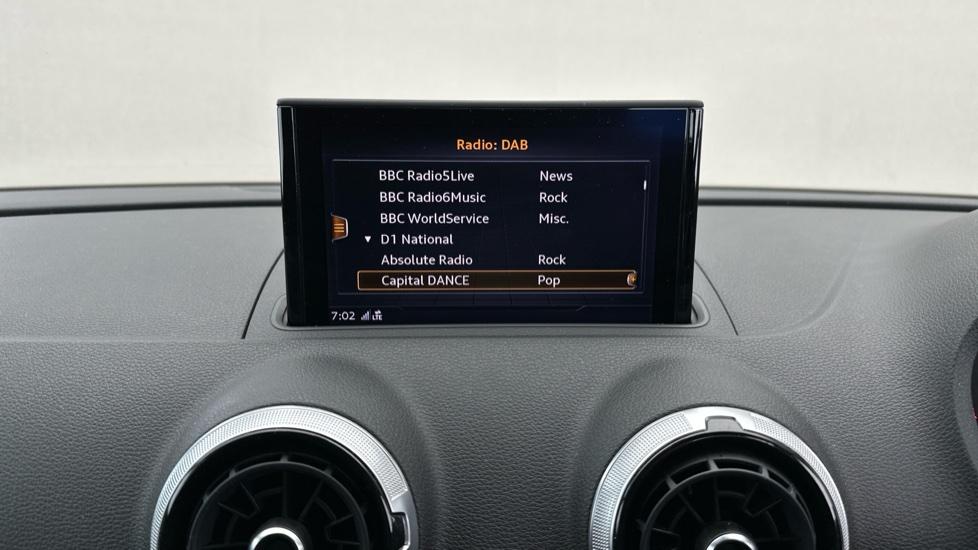 Radio: DAB
BBC Radio5Live News
BBC Radio6Music Rock
BBC WorldService Misc.
D1 National
Absolute Radio Rock
Capital DANCE Pop
7:02 LTE